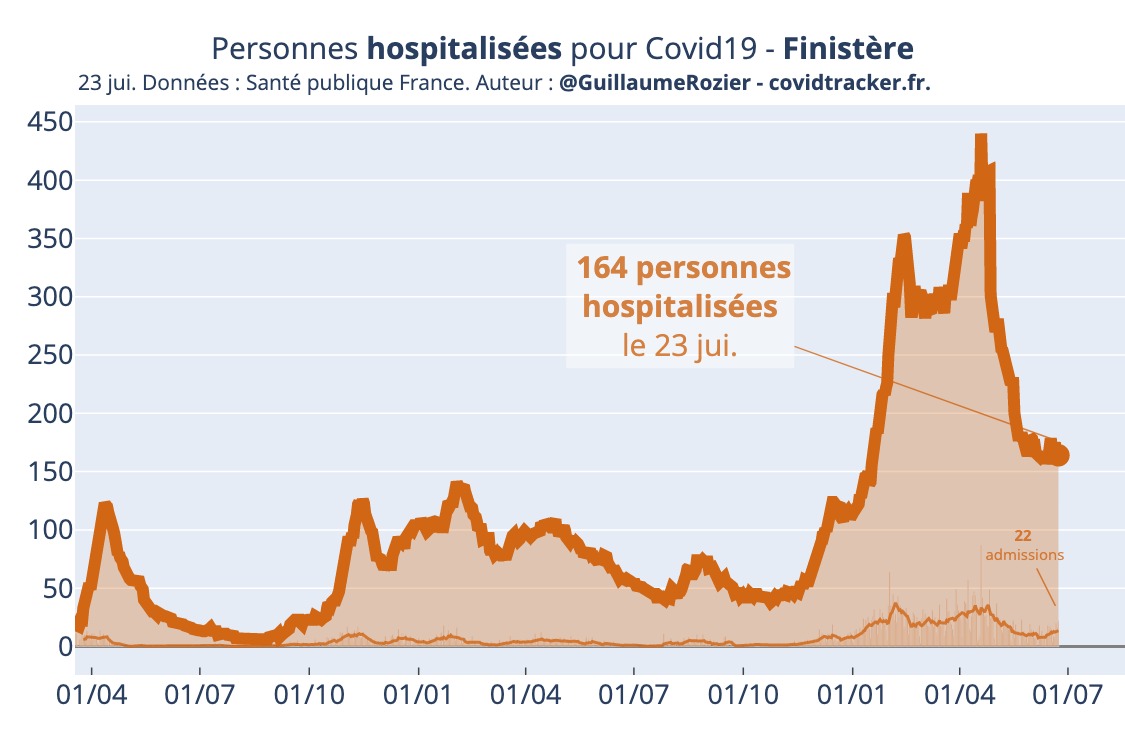 Personnes hospitalisées pour Covid19 - Finistère
23 jui. Données : Santé publique France. Auteur : @GuillaumeRozier - covidtracker.fr.
450
400
350
300
250
200
150
100
50
0
164 personnes
hospitalisées
le 23 jui.
22
admissions
01/04 01/07 01/10 01/01 01/04 01/07 01/10 01/01 01/04 01/07